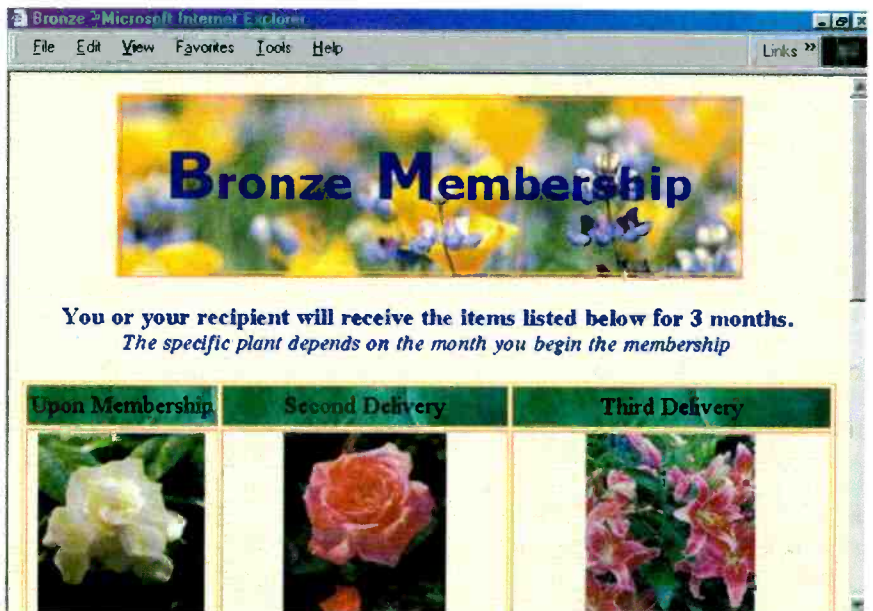 Bronze - Microsoft Internet Explorer
File Edit View Favorites Tools Help
Links »
Bronze Membership
You or your recipient will receive the items listed below for 3 months.
The specific plant depends on the month you begin the membership
Upon Membership Second Delivery Third Delivery